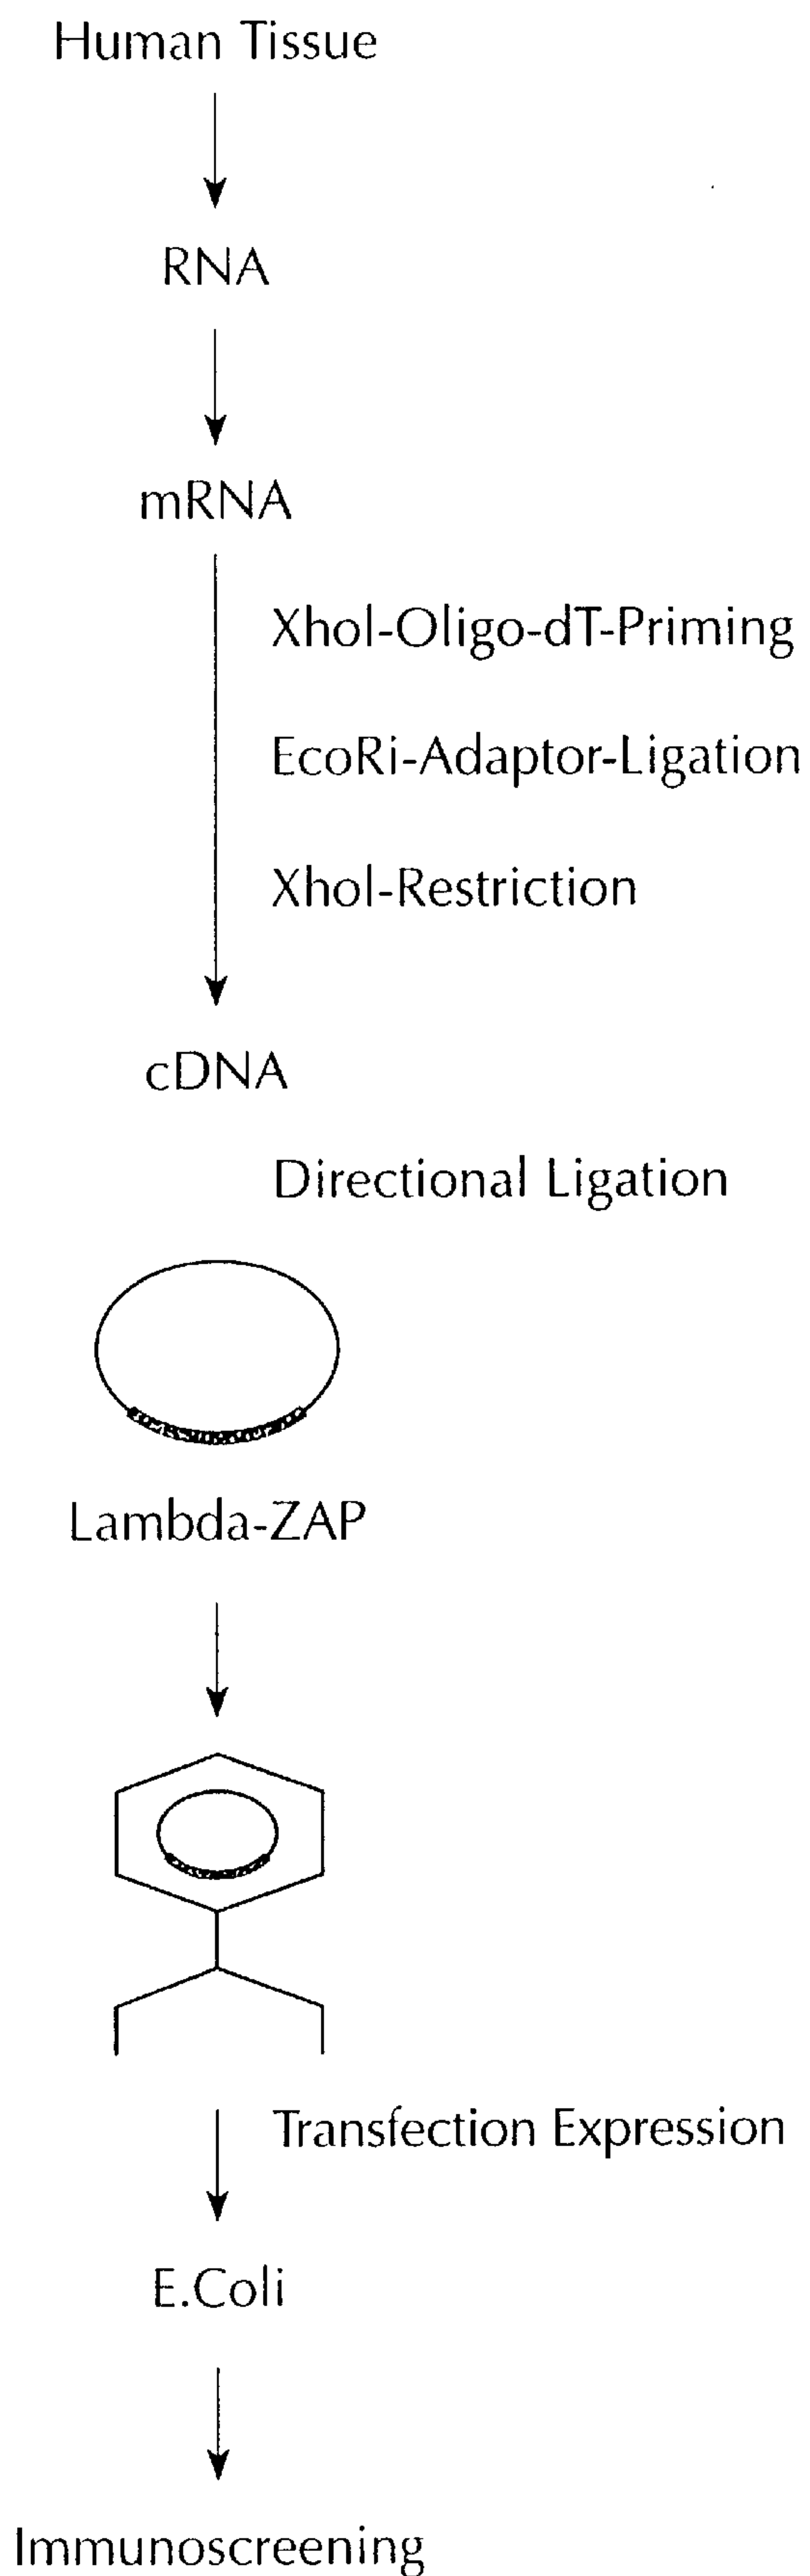 Human Tissue
RNA
mRNA
Xhol-Oligo-dT-Priming
EcoRi-Adaptor-Ligation
Xhol-Restriction
cDNA
Directional Ligation
Lambda-ZAP
Transfection Expression
E.Coli
Immunoscreening